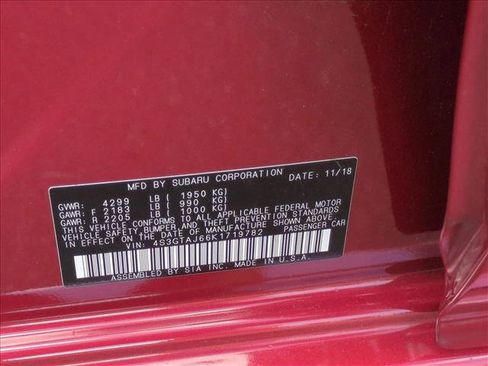 MFD BY SUBARU CORPORATION DATE: 11/18
GVWR: 4299 LB ( 1950 KG)
GAWR: F 2183 LB ( 990 KG)
GAWR: R 2205 LB ( 1000 KG)
THIS VEHICLE CONFORMS TO ALL APPLICABLE FEDERAL MOTOR
VEHICLE SAFETY, BUMPER, AND THEFT PREVENTION STANDARDS
IN EFFECT ON THE DATE OF MANUFACTURE SHOWN ABOVE.
VIN: 4S3GTAJ66K1719782 PASSENGER CAR
ASSEMBLED BY SIA INC. MADE IN U.S.A.